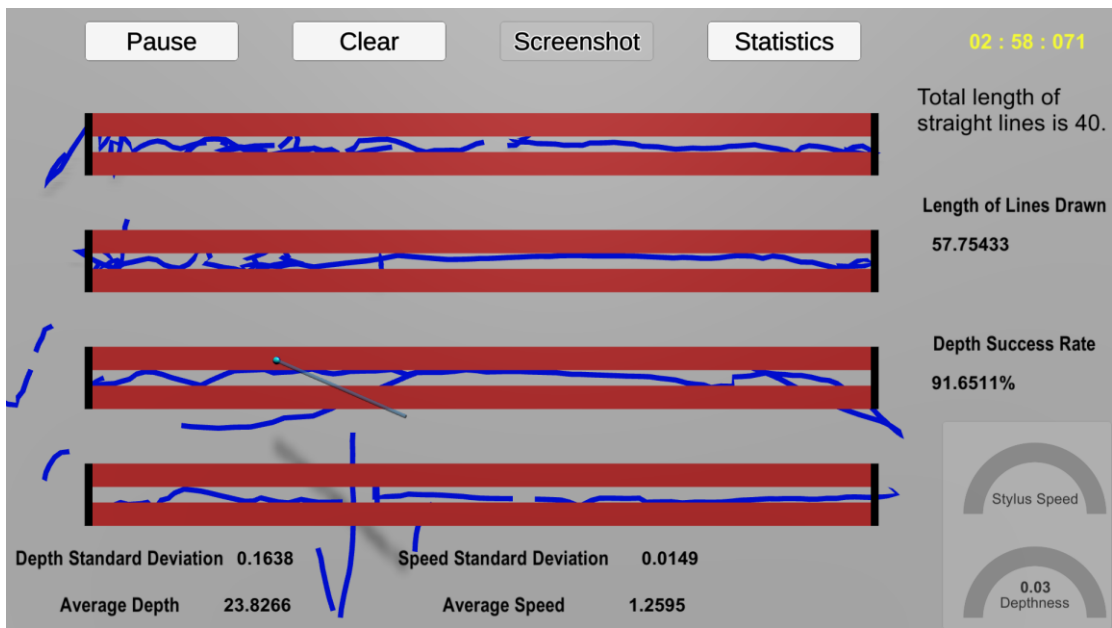 Pause Clear Screenshot Statistics 02 : 58 : 071
Total length of
straight lines is 40.
Length of Lines Drawn
57.75433
Depth Success Rate
91.6511%
Stylus Speed
Depth Standard Deviation 0.1638 Speed Standard Deviation 0.0149
0.03
Depthness
Average Depth 23.8266 Average Speed 1.2595